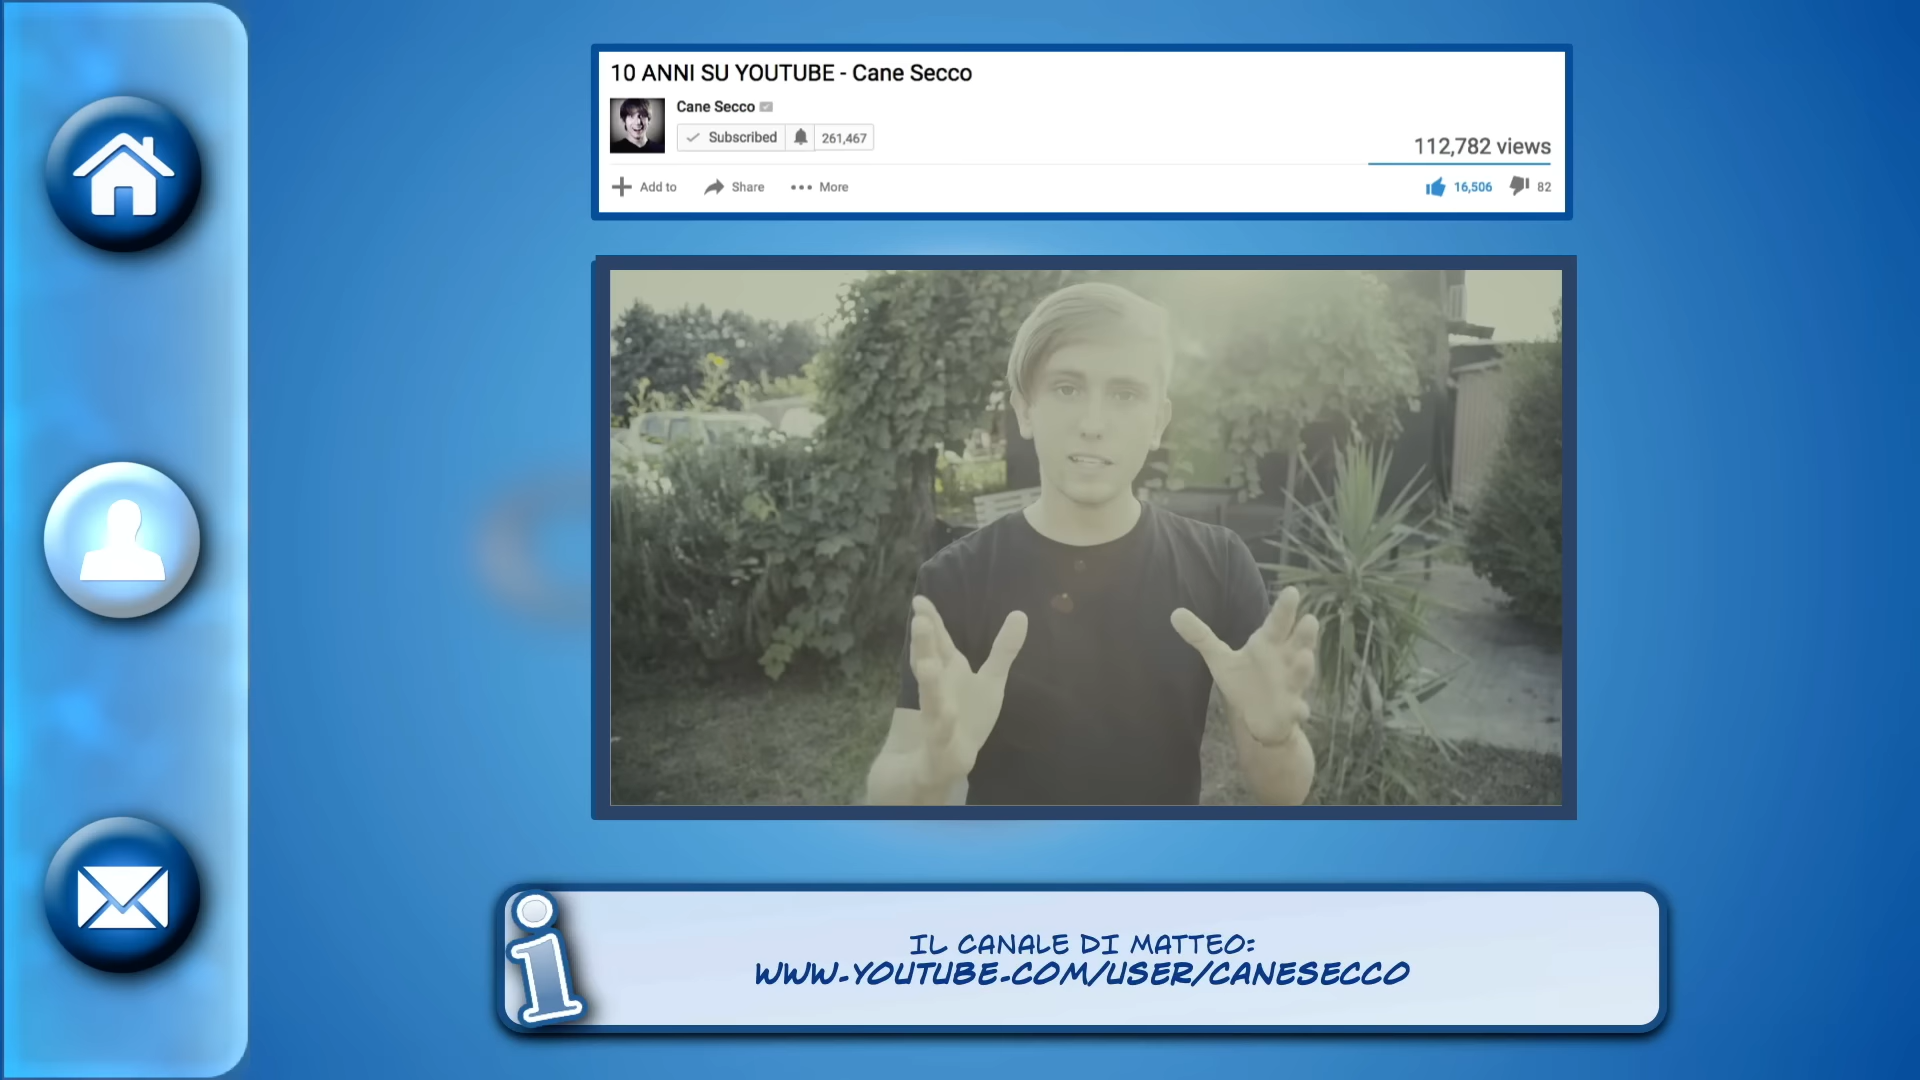 10 ANNI SU YOUTUBE - Cane Secco
Cane Secco
Subscribed 261,467
112,782 views
Add to Share More 16,506 82
IL CANALE DI MATTEO:
WWW.YOUTUBE.COM/USER/CANESECCO